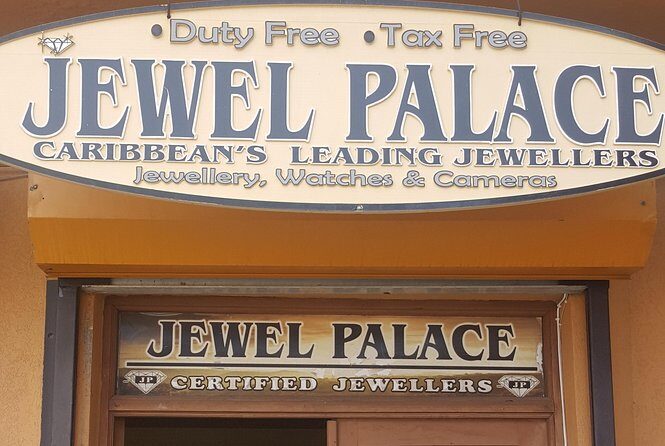 • Duty Free • Tax Free
JEWEL PALACE
CARIBBEAN'S LEADING JEWELLERS
Jewellery, Watches & Cameras
JEWEL PALACE
JP CERTIFIED JEWELLERS JP